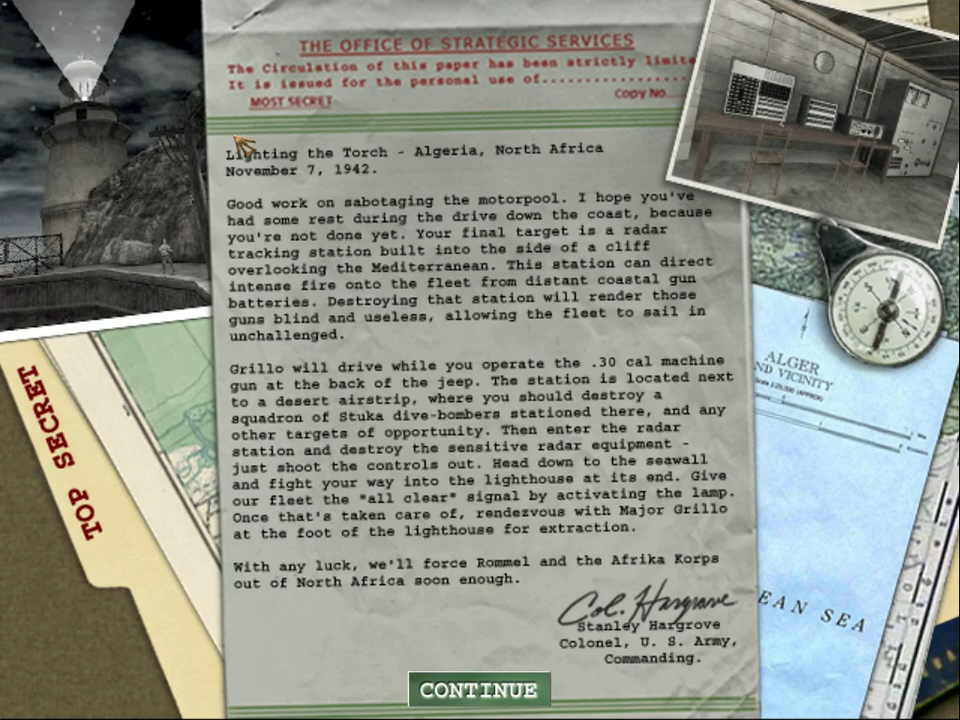 THE OFFICE OF STRATEGIC SERVICES
The Circulation of this paper has been strictly limite
It is issued for the personal use of..................
MOST SECRET
Copy No....
Lighting the Torch - Algeria, North Africa
November 7, 1942.
Good work on sabotaging the motorpool. I hope you've
had some rest during the drive down the coast, because
you're not done yet. Your final target is a radar
tracking station built into the side of a cliff
overlooking the Mediterranean. This station can direct
intense fire onto the fleet from distant coastal gun
batteries. Destroying that station will render those
guns blind and useless, allowing the fleet to sail in
unchallenged.
Grillo will drive while you operate the .30 cal machine
gun at the back of the jeep. The station is located next
to a desert airstrip, where you should destroy a
squadron of Stuka dive-bombers stationed there, and any
other targets of opportunity. Then enter the radar
station and destroy the sensitive radar equipment -
just shoot the controls out. Head down to the seawall
and fight your way into the lighthouse at its end. Give
our fleet the "all clear" signal by activating the lamp.
Once that's taken care of, rendezvous with Major Grillo
at the foot of the lighthouse for extraction.
With any luck, we'll force Rommel and the Afrika Korps
out of North Africa soon enough.
Col. Hargrove
Stanley Hargrove
Colonel, U. S. Army,
Commanding.
CONTINUE
TOP SECRET
ALGER
ND VICINITY
EAN SEA